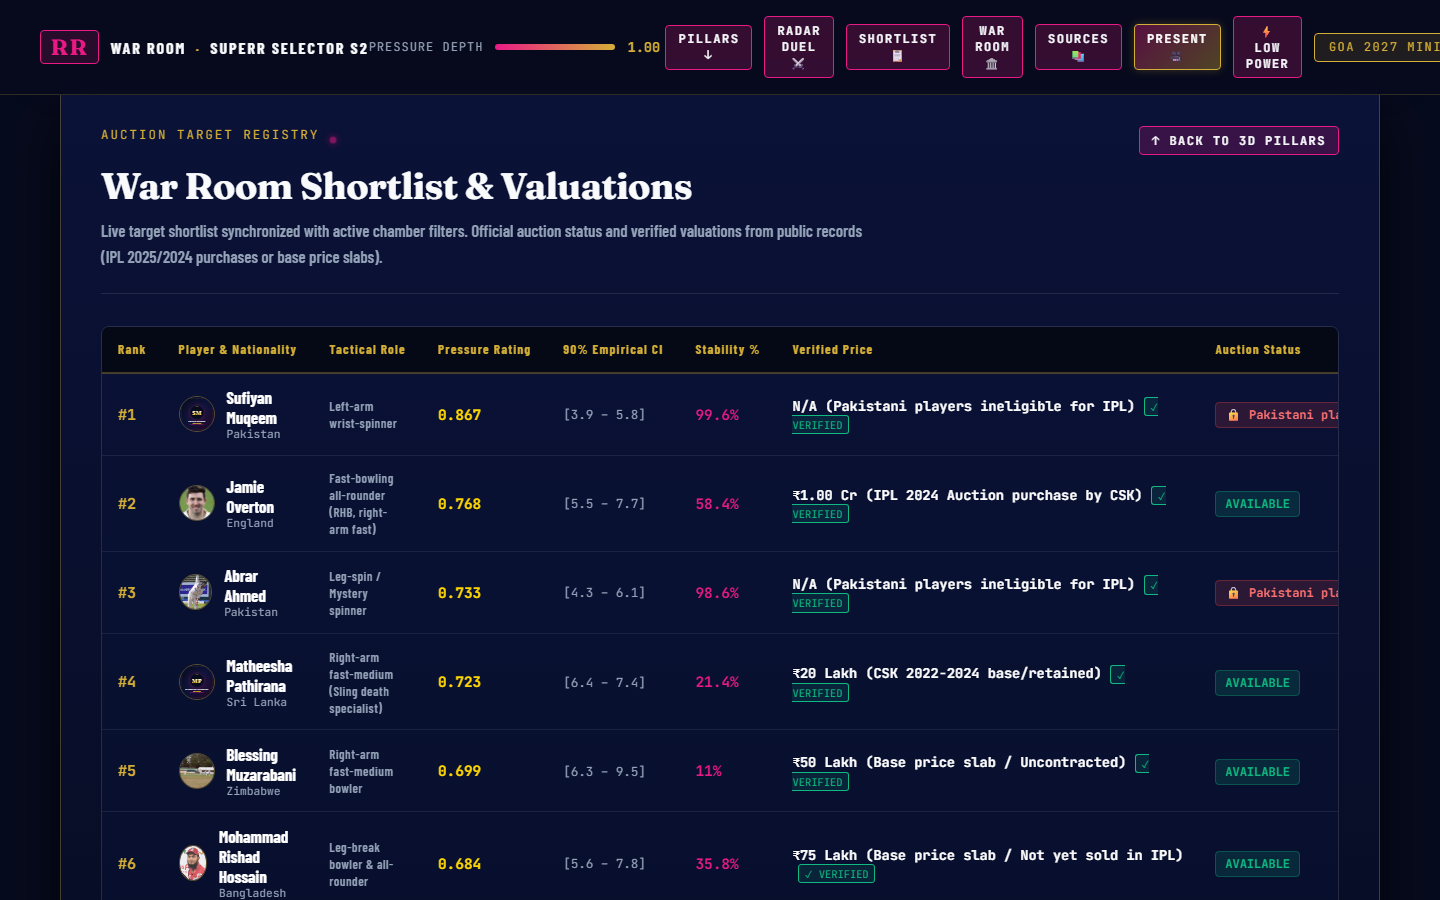 RR
WAR ROOM · SUPERR SELECTOR S2
PRESSURE DEPTH
1.00
PILLARS
↓
RADAR
DUEL
SHORTLIST
WAR
ROOM
SOURCES
PRESENT
LOW
POWER
GOA 2027 MINI
AUCTION TARGET REGISTRY
↑ BACK TO 3D PILLARS
War Room Shortlist & Valuations
Live target shortlist synchronized with active chamber filters. Official auction status and verified valuations from public records
(IPL 2025/2024 purchases or base price slabs).
Rank Player & Nationality Tactical Role Pressure Rating 90% Empirical CI Stability % Verified Price Auction Status
#1
SM
Sufiyan
Muqeem
Pakistan
Left-arm
wrist-spinner
0.867
[3.9 – 5.8]
99.6%
N/A (Pakistani players ineligible for IPL) ✓
VERIFIED
Pakistani pla
#2
Jamie
Overton
England
Fast-bowling
all-rounder
(RHB, right-
arm fast)
0.768
[5.5 – 7.7]
58.4%
₹1.00 Cr (IPL 2024 Auction purchase by CSK) ✓
VERIFIED
AVAILABLE
#3
Abrar
Ahmed
Pakistan
Leg-spin /
Mystery
spinner
0.733
[4.3 – 6.1]
98.6%
N/A (Pakistani players ineligible for IPL) ✓
VERIFIED
Pakistani pla
#4
MP
Matheesha
Pathirana
Sri Lanka
Right-arm
fast-medium
(Sling death
specialist)
0.723
[6.4 – 7.4]
21.4%
₹20 Lakh (CSK 2022-2024 base/retained) ✓
VERIFIED
AVAILABLE
#5
Blessing
Muzarabani
Zimbabwe
Right-arm
fast-medium
bowler
0.699
[6.3 – 9.5]
11%
₹50 Lakh (Base price slab / Uncontracted) ✓
VERIFIED
AVAILABLE
#6
Mohammad
Rishad
Hossain
Bangladesh
Leg-break
bowler & all-
rounder
0.684
[5.6 – 7.8]
35.8%
₹75 Lakh (Base price slab / Not yet sold in IPL)
✓ VERIFIED
AVAILABLE